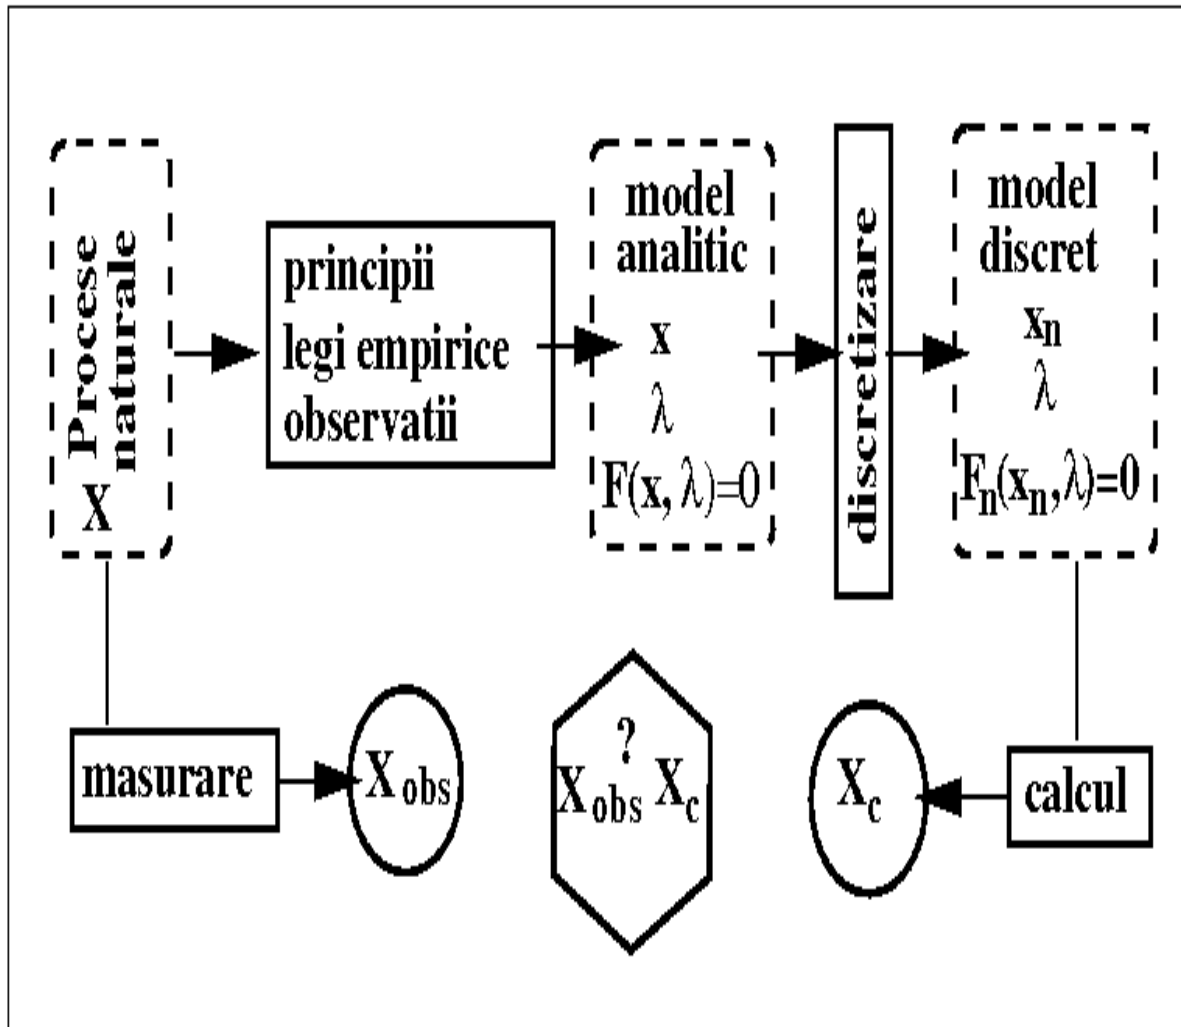 Procese
naturale
X
principii
legi empirice
observatii
model
analitic
x
λ
F(x, λ)=0
discretizare
model
discret
xn
λ
Fn(xn,λ)=0
masurare
Xobs
?
Xobs Xc
Xc
calcul